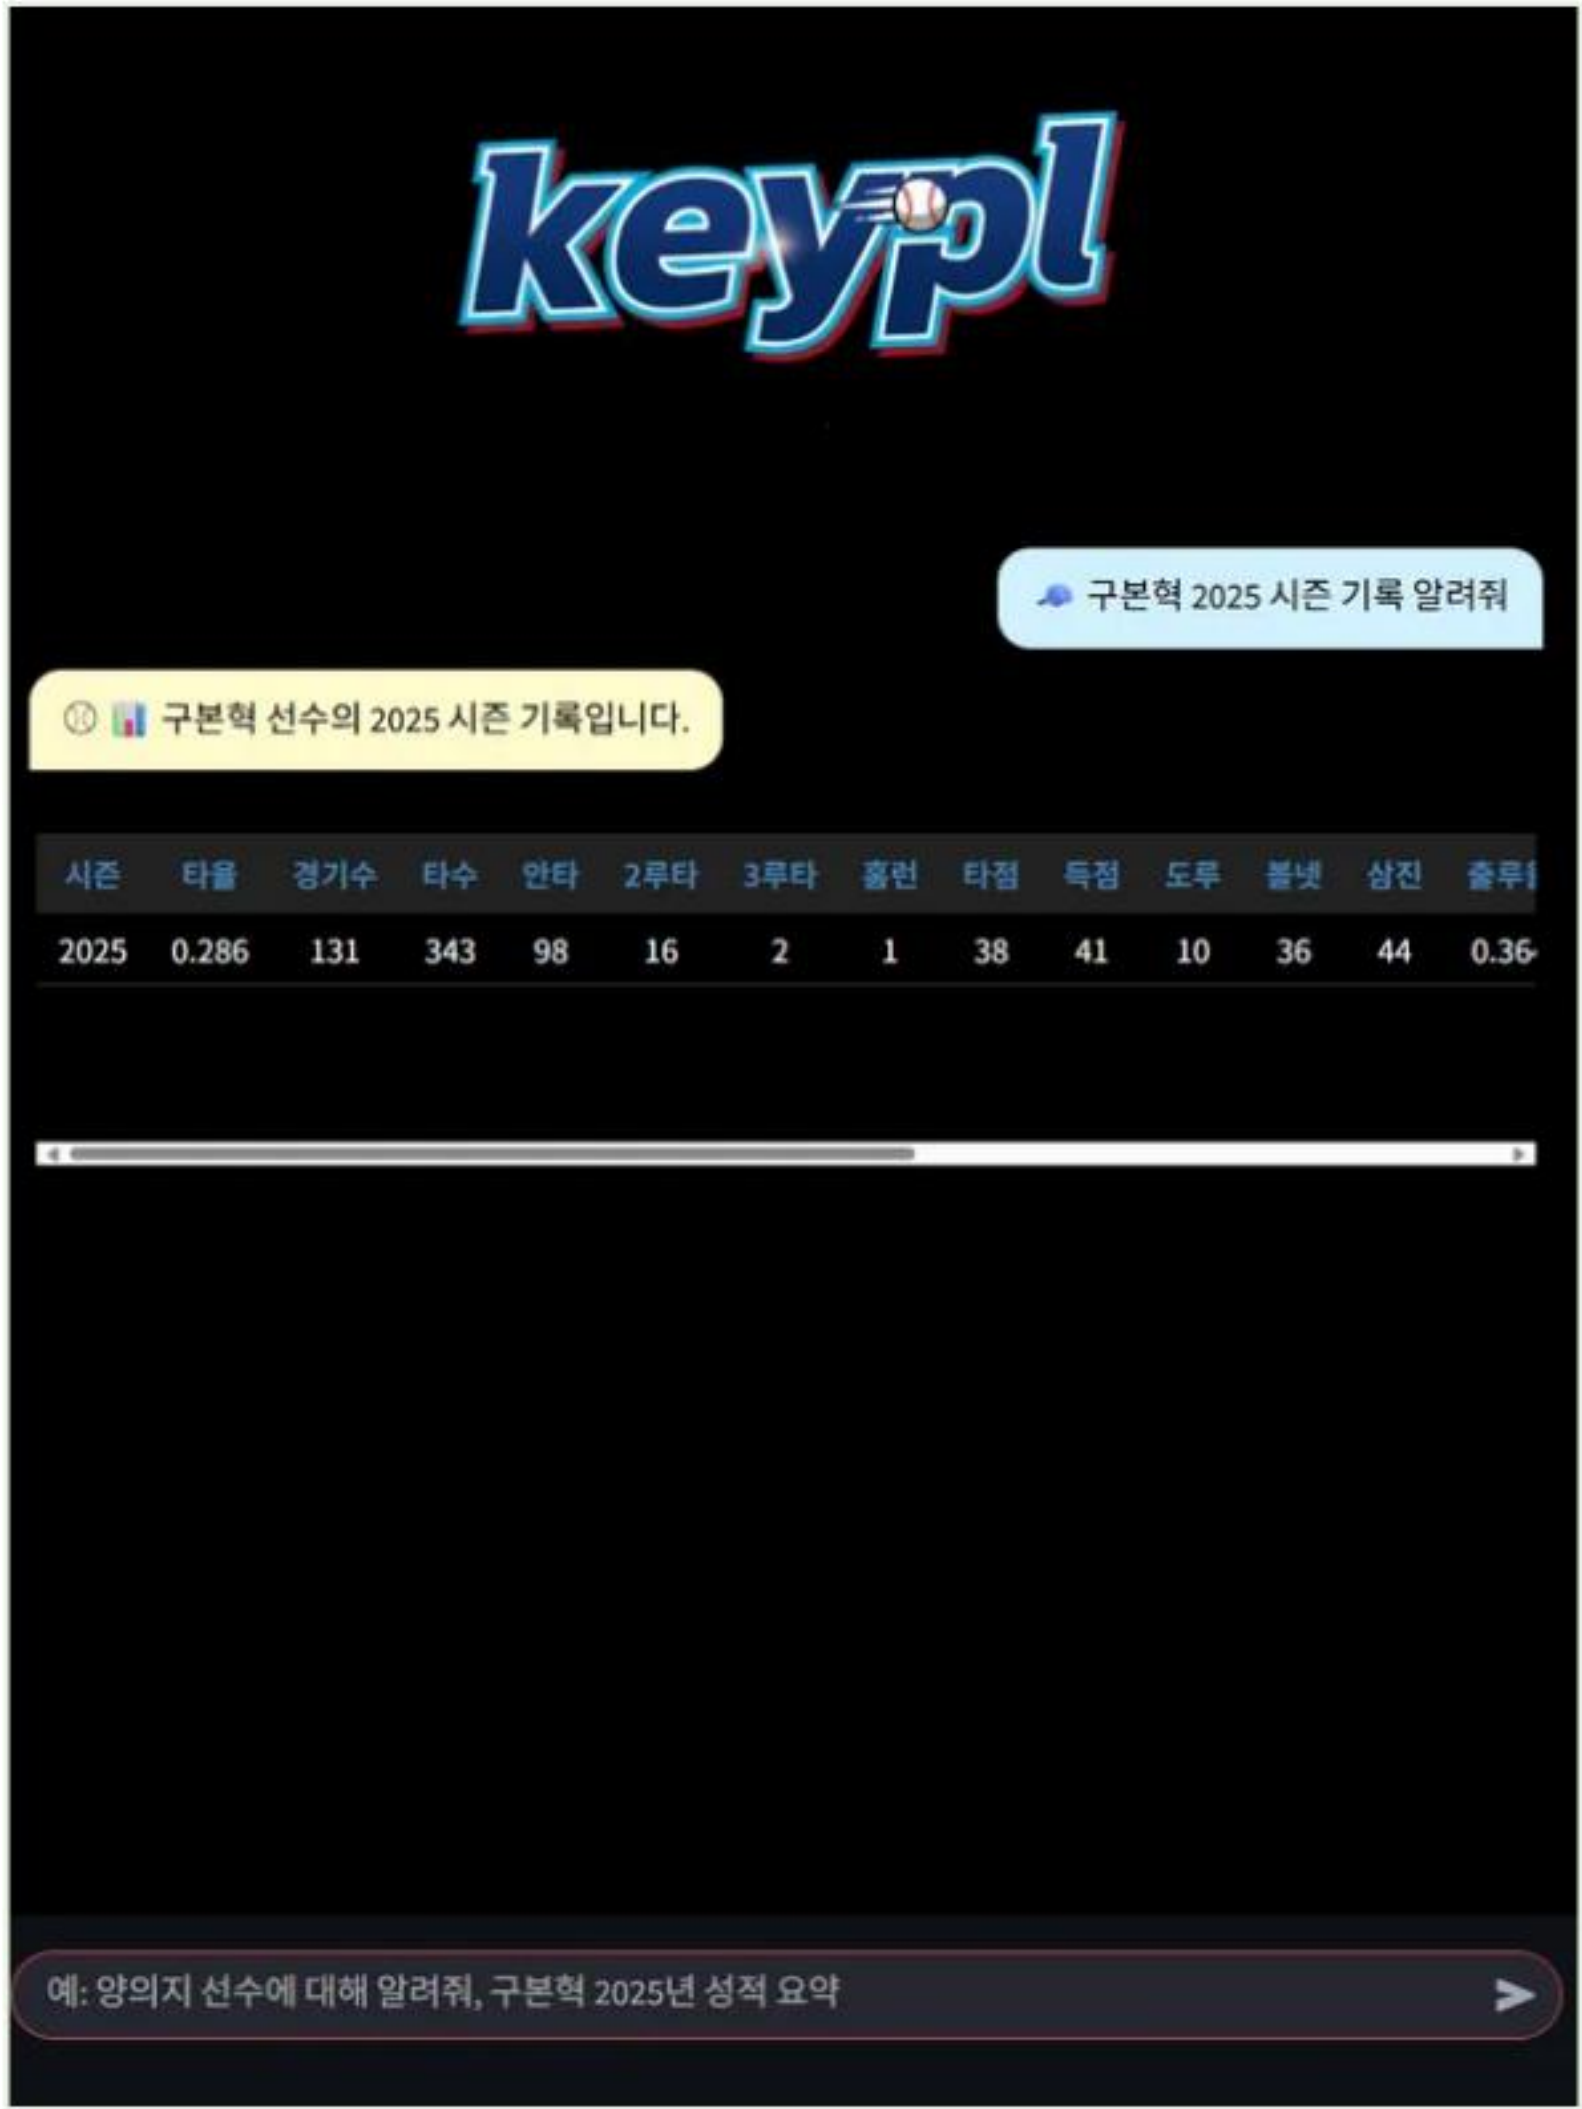 keypl
구본혁 2025 시즌 기록 알려줘
구본혁 선수의 2025 시즌 기록입니다.
시즌 타율 경기수 타수 안타 2루타 3루타 홈런 타점 득점 도루 볼넷 삼진
2025 0.286 131 343 98 16 2 1 38 41 10 36 44 0.36
예: 양의지 선수에 대해 알려줘, 구본혁 2025년 성적 요약